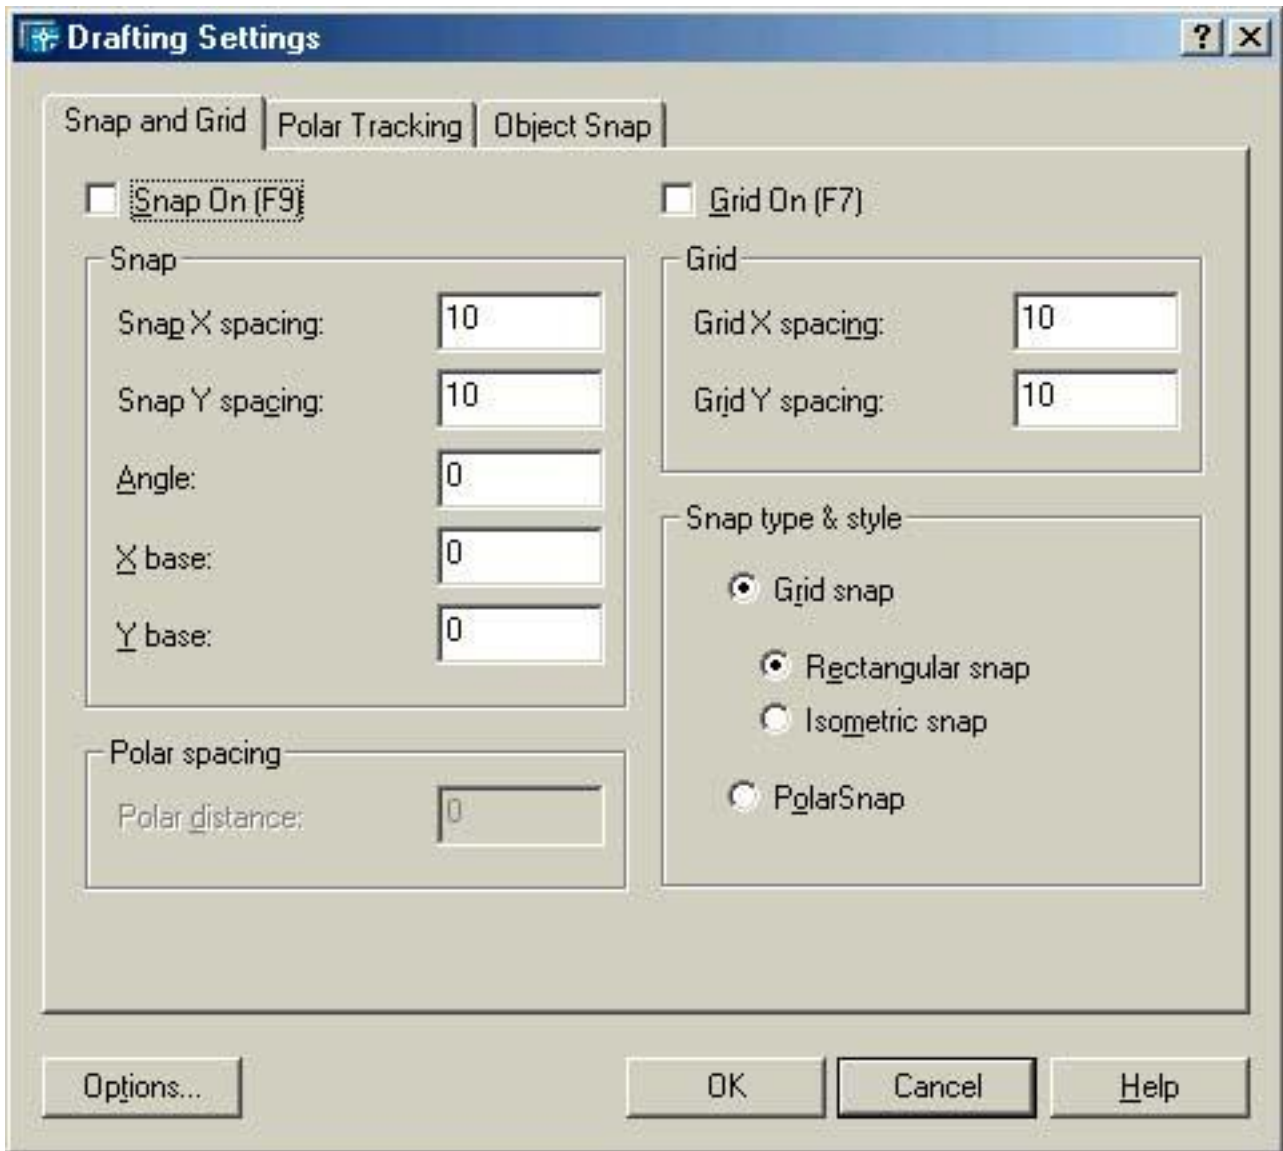 Drafting Settings
Snap and Grid
Polar Tracking
Object Snap
Snap On (F9)
Grid On (F7)
Snap
Snap X spacing: 10
Snap Y spacing: 10
Angle: 0
X base: 0
Y base: 0
Grid
Grid X spacing: 10
Grid Y spacing: 10
Snap type & style
Grid snap
Rectangular snap
Isometric snap
PolarSnap
Polar spacing
Polar distance: 0
Options...
OK
Cancel
Help